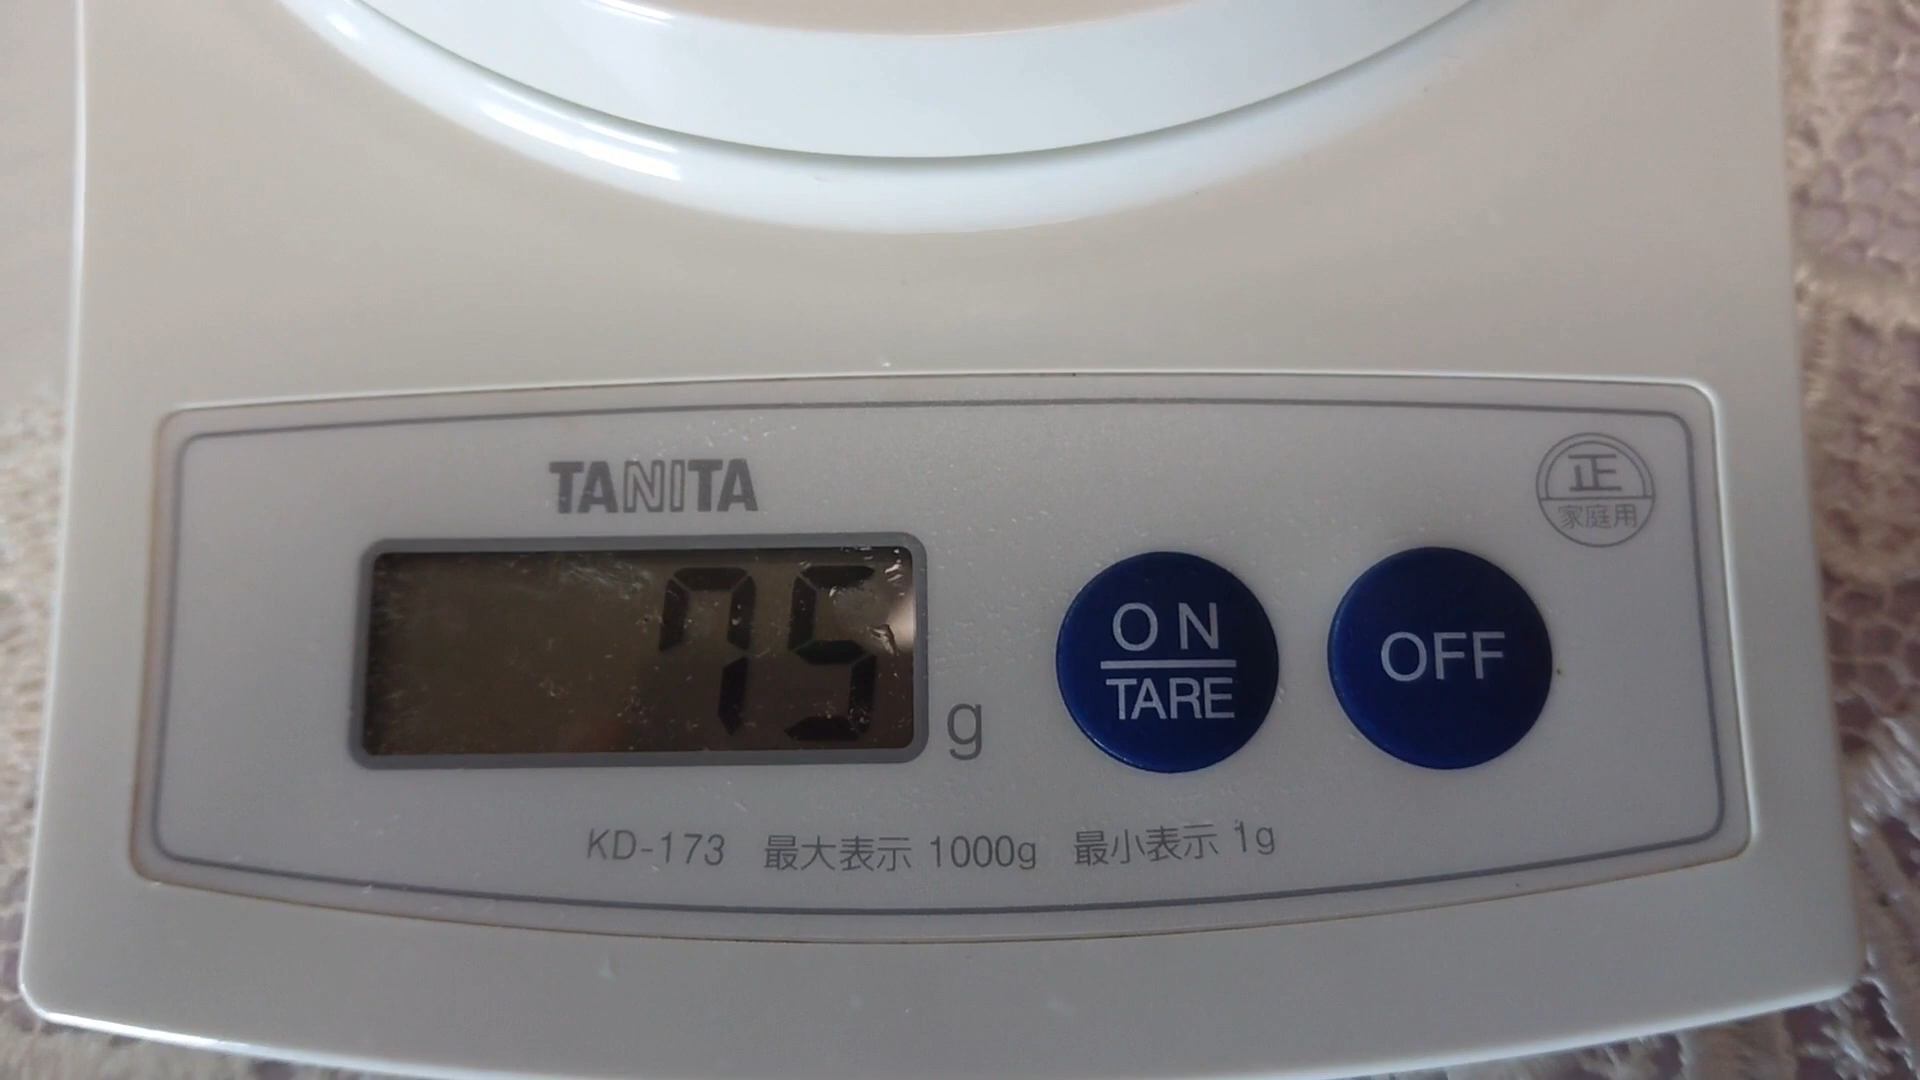 TANITA
正
家庭用
75 g
ON
TARE
OFF
KD-173 最大表示 1000g 最小表示 1g